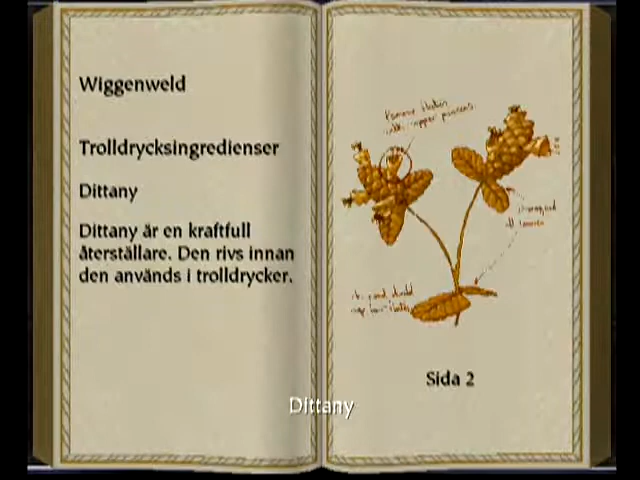 Wiggenweld
Trolldrycksingredienser
Dittany
Dittany är en kraftfull
återställare. Den rivs innan
den används i trolldrycker.
Sida 2
Dittany